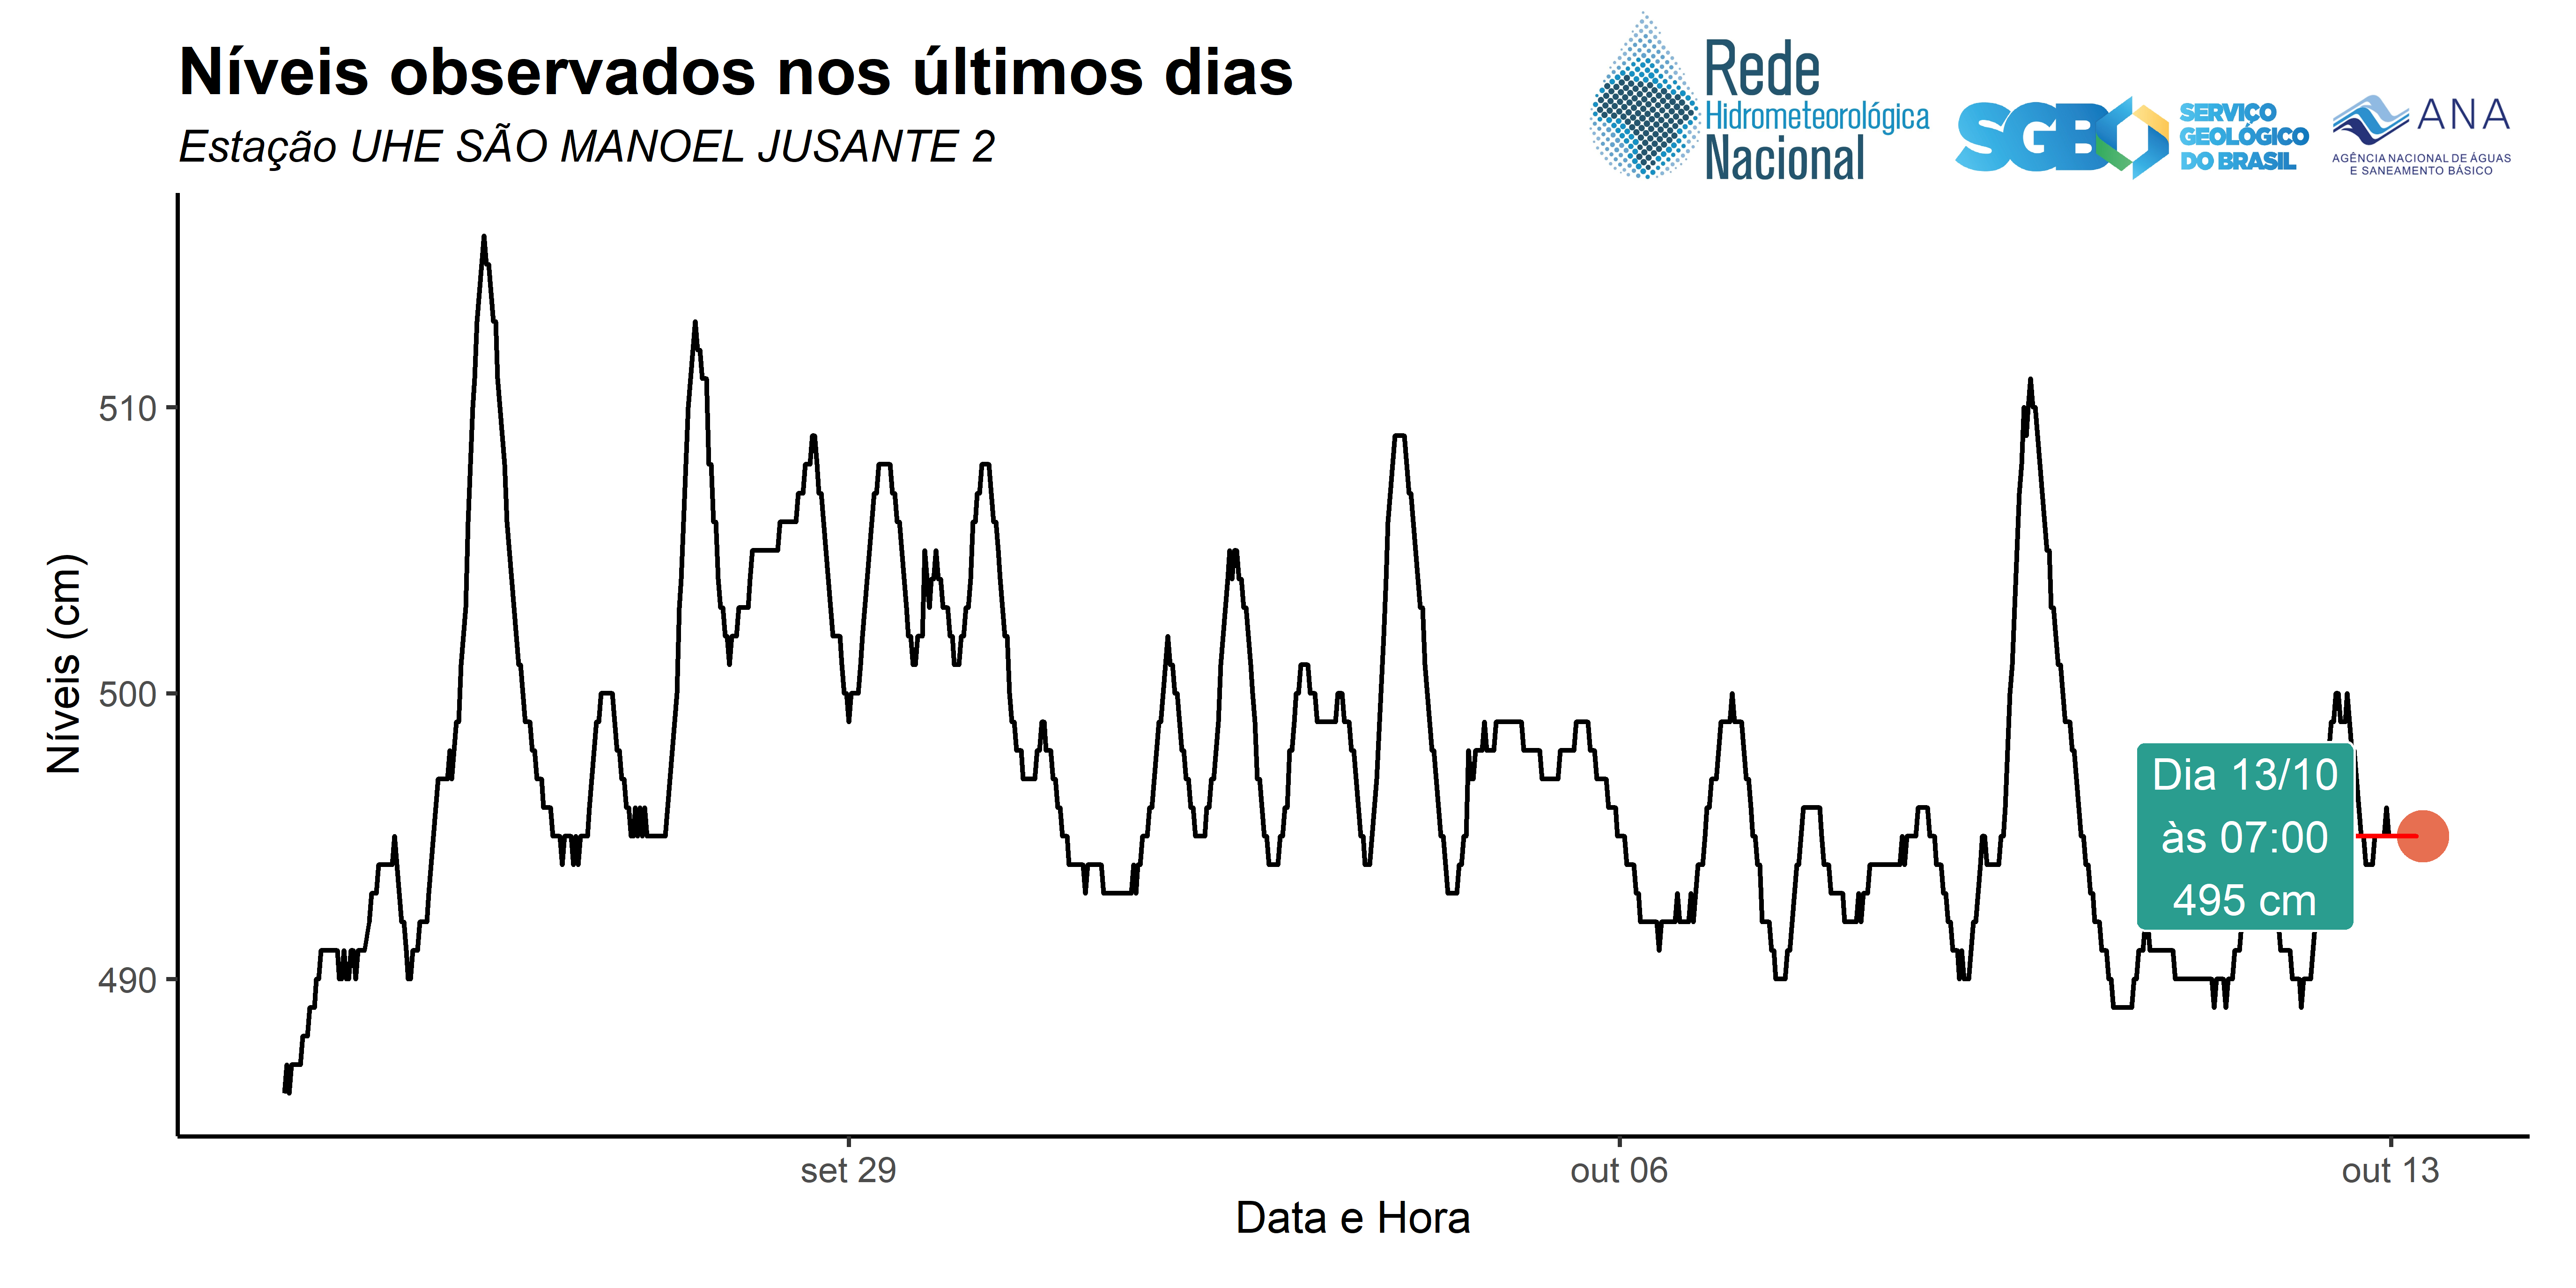 Níveis observados nos últimos dias
Estação UHE SÃO MANOEL JUSANTE 2
Rede
Hidrometeorológica
Nacional
SGB
SERVIÇO
GEOLÓGICO
DO BRASIL
ANA
AGÊNCIA NACIONAL DE ÁGUAS
E SANEAMENTO BÁSICO
Níveis (cm)
510
500
490
Dia 13/10
às 07:00
495 cm
set 29
out 06
out 13
Data e Hora